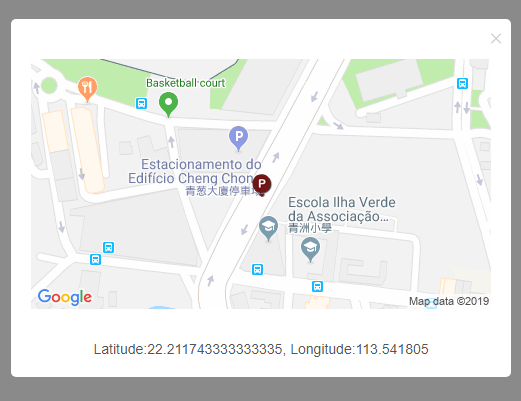 Basketball court
P
Estacionamento do
Edifício Cheng Chong
青葱大廈停車場
P
Escola Ilha Verde
da Associação...
青洲小學
Google
Map data ©2019
Latitude:22.211743333333335, Longitude:113.541805